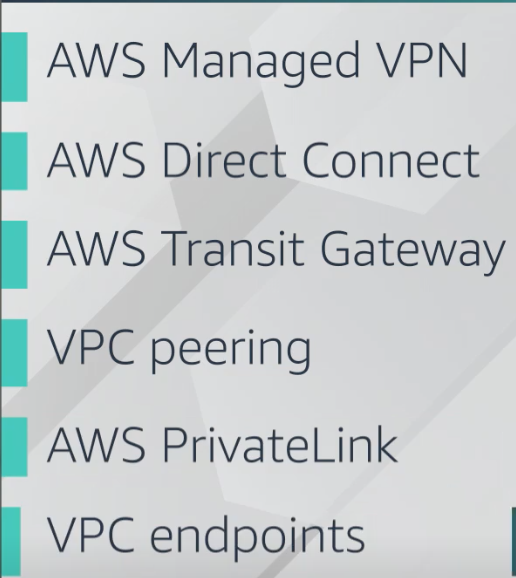 AWS Managed VPN
AWS Direct Connect
AWS Transit Gateway
VPC peering
AWS PrivateLink
VPC endpoints